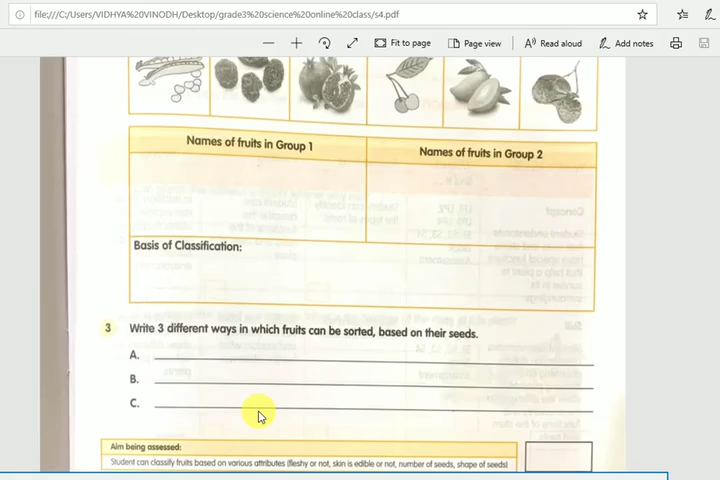 file:///C:/Users/VIDHYA%20VINODH/Desktop/grade3%20science%20online%20class/s4.pdf
Fit to page
Page view
Read aloud
Add notes
Names of fruits in Group 1
Names of fruits in Group 2
Basis of Classification:
3 Write 3 different ways in which fruits can be sorted, based on their seeds.
A.
B.
C.
Aim being assessed:
Student can classify fruits based on various attributes (fleshy or not, skin is edible or not, number of seeds, shape of seeds)